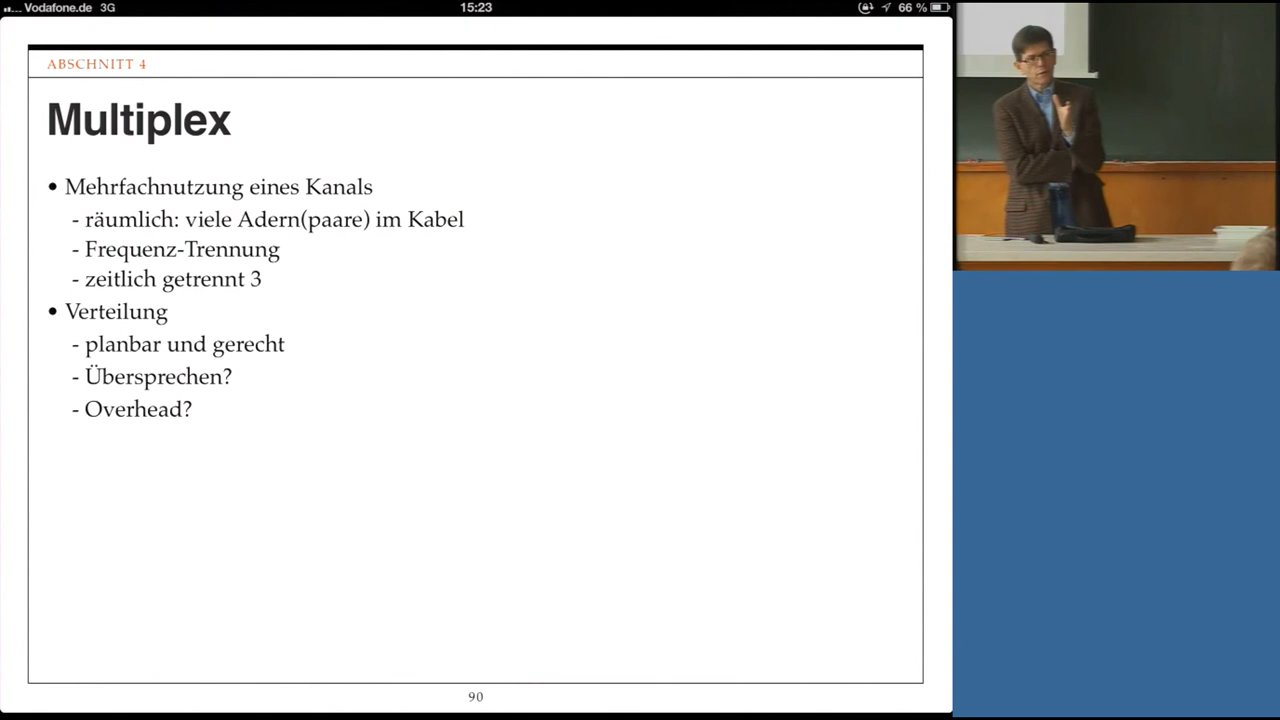 Vodafone.de 3G 15:23 66 %
ABSCHNITT 4
Multiplex
• Mehrfachnutzung eines Kanals
- räumlich: viele Adern(paare) im Kabel
- Frequenz-Trennung
- zeitlich getrennt 3
• Verteilung
- planbar und gerecht
- Übersprechen?
- Overhead?
90